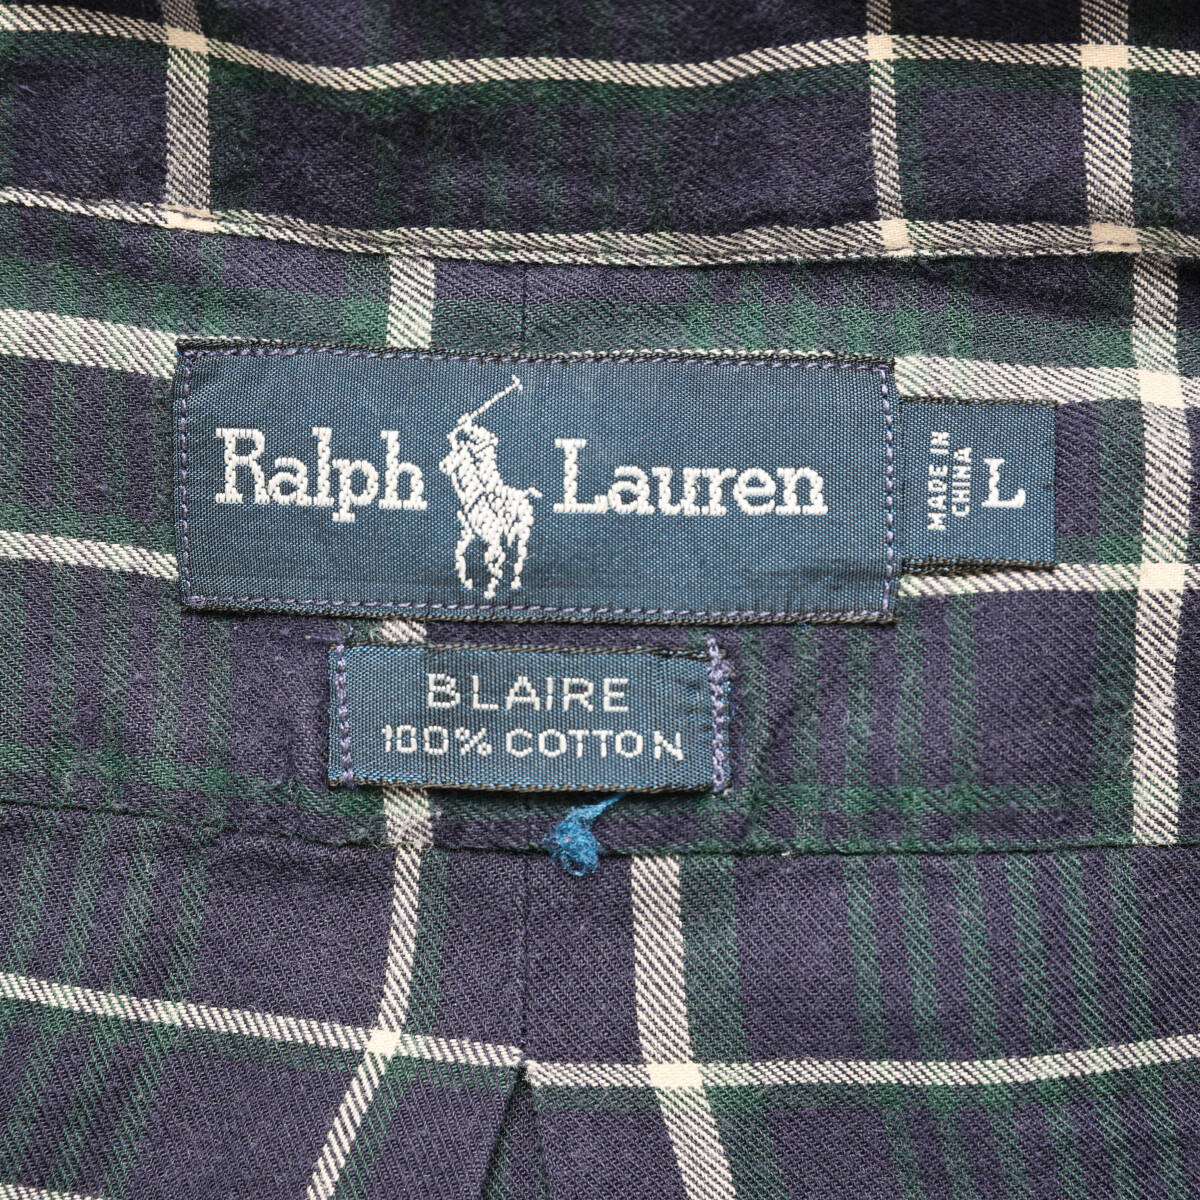 Ralph Lauren
MADE IN
CHINA
L
BLAIRE
100% COTTON